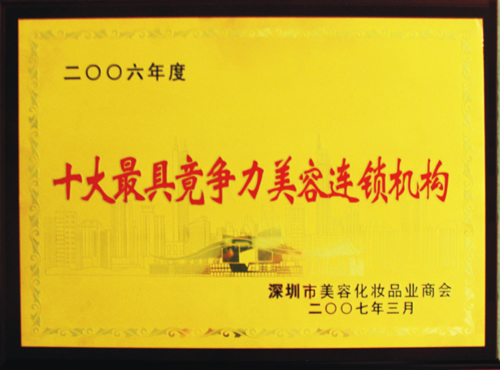 二〇〇六年度
十大最具竟争力美容连锁机构
深圳市美容化妆品业商会
二〇〇七年三月